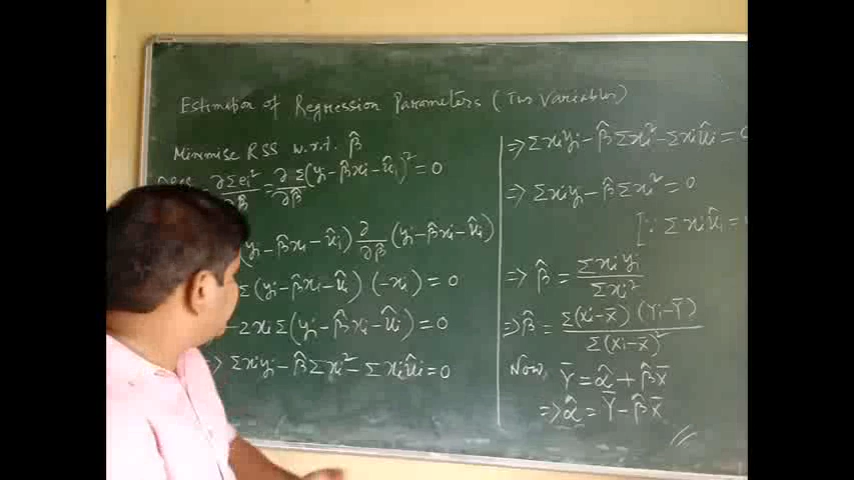 Estimation of Regression Parameters (Two Variables)
Minimise RSS w.r.t. β̂
∂Σeᵢ²/∂β̂ = ∂/∂β̂ Σ(yᵢ-β̂xᵢ-ûᵢ)² = 0
(yᵢ-β̂xᵢ-ûᵢ) ∂/∂β̂ (yᵢ-β̂xᵢ-ûᵢ)
Σ(yᵢ-β̂xᵢ-ûᵢ) (-xᵢ) = 0
-2xᵢ Σ(yᵢ-β̂xᵢ-ûᵢ) = 0
⇒ Σxᵢyᵢ-β̂Σxᵢ²-Σxᵢûᵢ=0
⇒ Σxᵢyᵢ-β̂Σxᵢ²-Σxᵢûᵢ=0
⇒ Σxᵢyᵢ-β̂Σxᵢ²=0
[∵ Σxᵢûᵢ=
⇒ β̂ = Σxᵢyᵢ/Σxᵢ²
⇒ β̂ = Σ(Xᵢ-X̄) (Yᵢ-Ȳ)/Σ(Xᵢ-X̄)²
Now, Ȳ = α̂ + β̂X̄
⇒ α̂ = Ȳ-β̂X̄